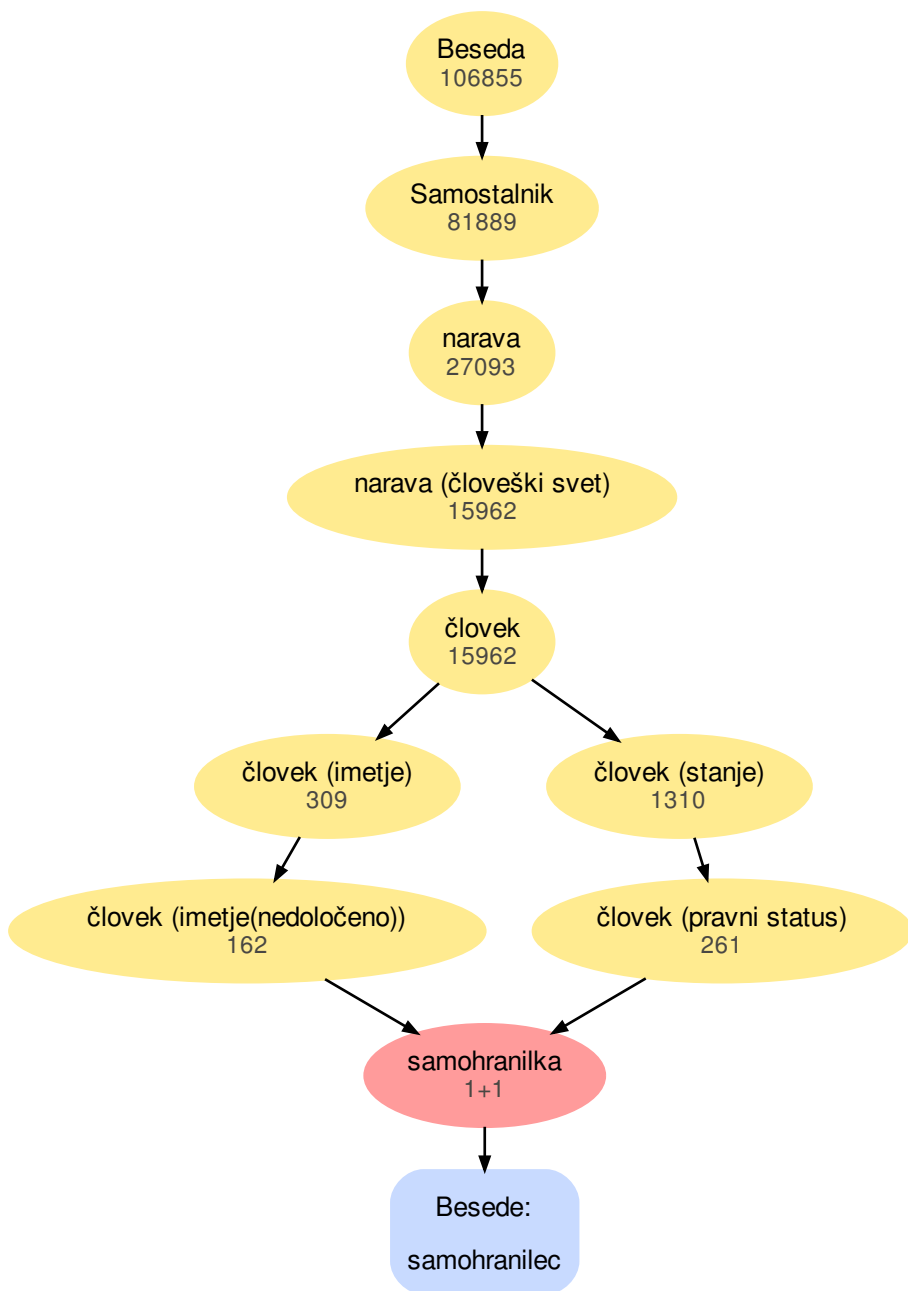 Beseda
106855
Samostalnik
81889
narava
27093
narava (človeški svet)
15962
človek
15962
človek (imetje)
309
človek (stanje)
1310
človek (imetje(nedoločeno))
162
človek (pravni status)
261
samohranilka
1+1
Besede:
samohranilec